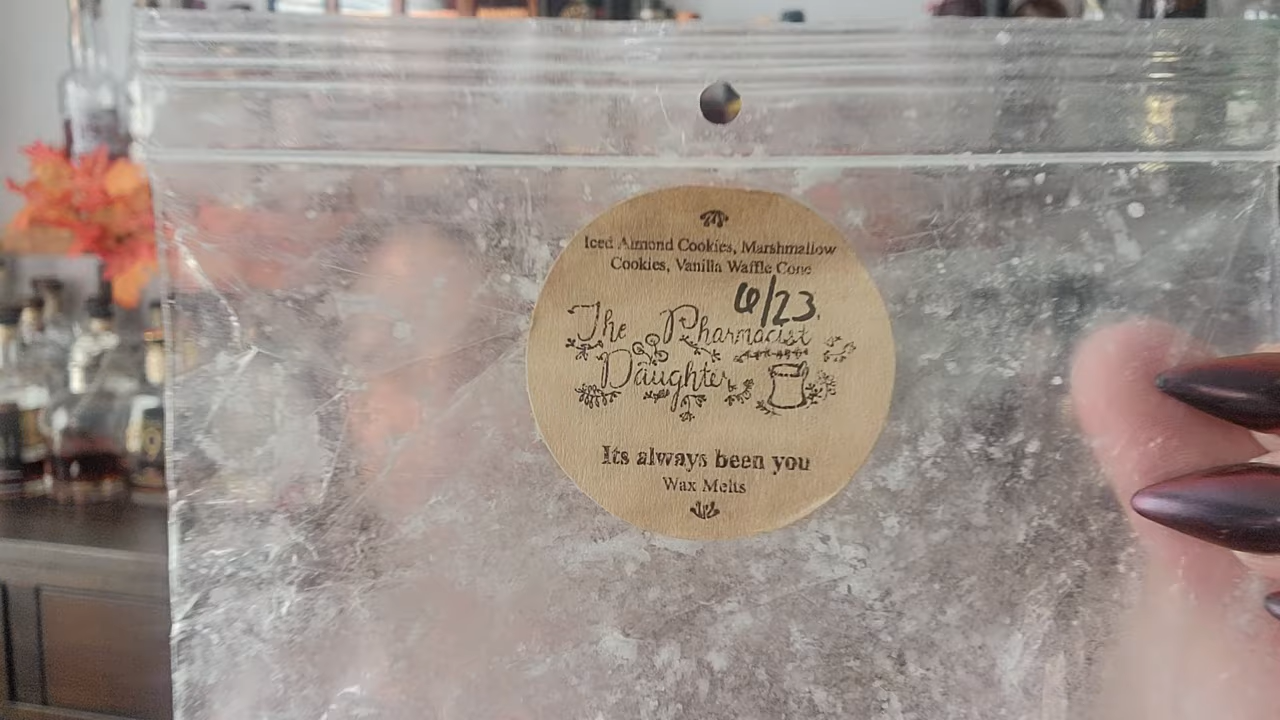 Iced Almond Cookies, Marshmallow
Cookies, Vanilla Waffle Cone
6/23
The Pharmacist
Daughter
Its always been you
Wax Melts